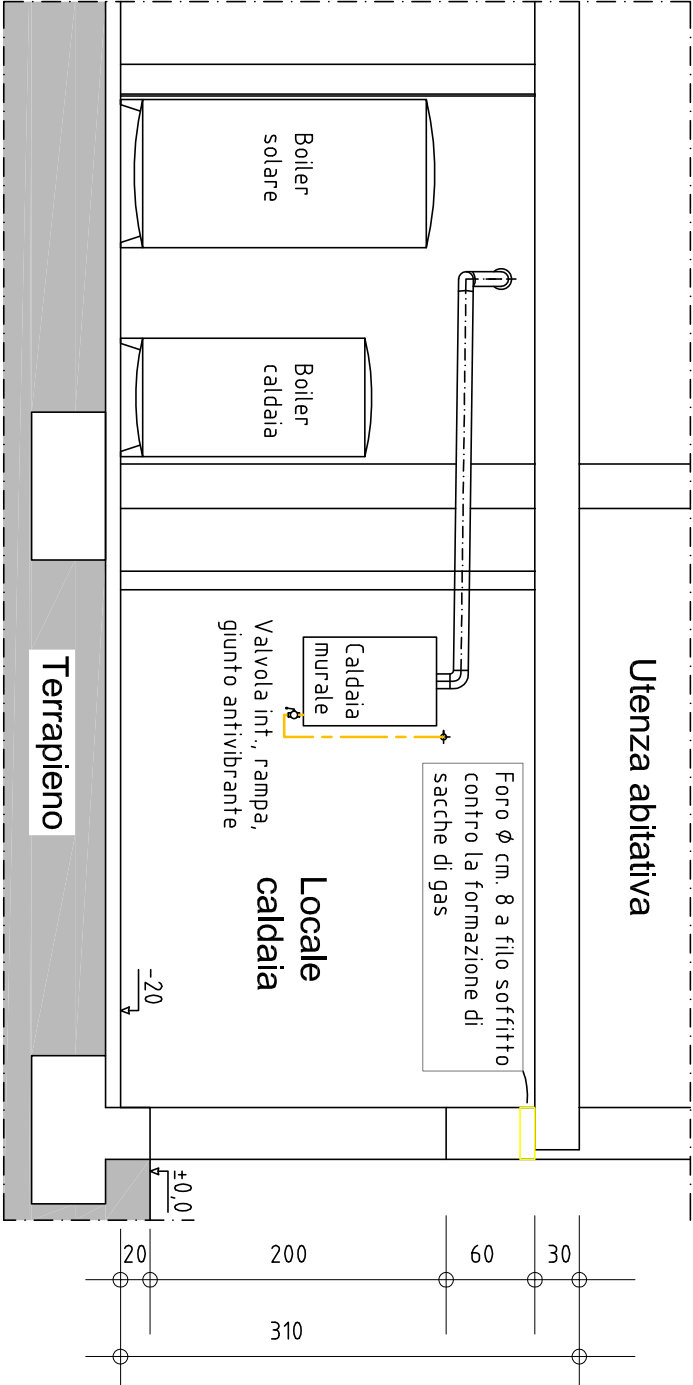 Utenza abitativa
Foro Ø cm. 8 a filo soffitto
contro la formazione di
sacche di gas
Boiler
solare
Boiler
caldaia
Caldaia
murale
Valvola int., rampa,
giunto antivibrante
Locale
caldaia
-20
±0,0
Terrapieno
20
200
60
30
310